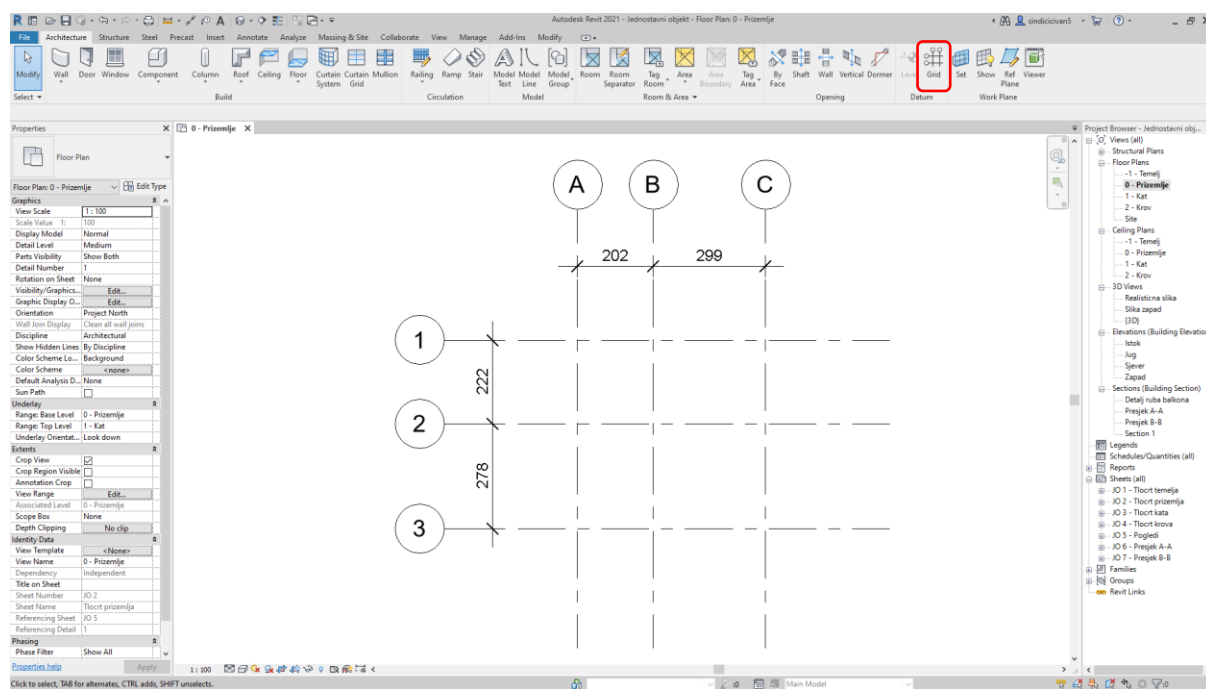 Autodesk Revit 2021 - Jednostavni objekt - Floor Plan: 0 - Prizemlje
sindicicivan5
File Architecture Structure Steel Precast Insert Annotate Analyze Massing & Site Collaborate View Manage Add-Ins Modify
Modify Wall Door Window Component Column Roof Ceiling Floor Curtain System Curtain Grid Mullion Railing Ramp Stair Model Text Model Line Model Group Room Room Separator Tag Room Area Area Boundary Tag Area By Face Shaft Wall Vertical Dormer Level Grid Set Show Ref Plane Viewer
Select Build Circulation Model Room & Area Opening Datum Work Plane
Properties
Floor Plan
Floor Plan: 0 - Prizemlje Edit Type
Graphics
View Scale 1 : 100
Scale Value 1: 100
Display Model Normal
Detail Level Medium
Parts Visibility Show Both
Detail Number 1
Rotation on Sheet None
Visibility/Graphics... Edit...
Graphic Display O... Edit...
Orientation Project North
Wall Join Display Clean all wall joins
Discipline Architectural
Show Hidden Lines By Discipline
Color Scheme Lo... Background
Color Scheme <none>
Default Analysis D... None
Sun Path
Underlay
Range: Base Level 0 - Prizemlje
Range: Top Level 1 - Kat
Underlay Orientat... Look down
Extents
Crop View
Crop Region Visible
Annotation Crop
View Range Edit...
Associated Level 0 - Prizemlje
Scope Box None
Depth Clipping No clip
Identity Data
View Template <None>
View Name 0 - Prizemlje
Dependency Independent
Title on Sheet
Sheet Number JO 2
Sheet Name Tlocrt prizemlja
Referencing Sheet JO 5
Referencing Detail 1
Phasing
Phase Filter Show All
Properties help Apply
0 - Prizemlje
A B C
202 299
1
222
2
278
3
1 : 100
Project Browser - Jednostavni obj...
Views (all)
Structural Plans
Floor Plans
-1 - Temelj
0 - Prizemlje
1 - Kat
2 - Krov
Site
Ceiling Plans
-1 - Temelj
0 - Prizemlje
1 - Kat
2 - Krov
3D Views
Realisticna slika
Slika zapad
{3D}
Elevations (Building Elevation
Istok
Jug
Sjever
Zapad
Sections (Building Section)
Detalj ruba balkona
Presjek A-A
Presjek B-B
Section 1
Legends
Schedules/Quantities (all)
Reports
Sheets (all)
JO 1 - Tlocrt temelja
JO 2 - Tlocrt prizemlja
JO 3 - Tlocrt kata
JO 4 - Tlocrt krova
JO 5 - Pogledi
JO 6 - Presjek A-A
JO 7 - Presjek B-B
Families
Groups
Revit Links
Click to select, TAB for alternates, CTRL adds, SHIFT unselects. :0 Main Model :0